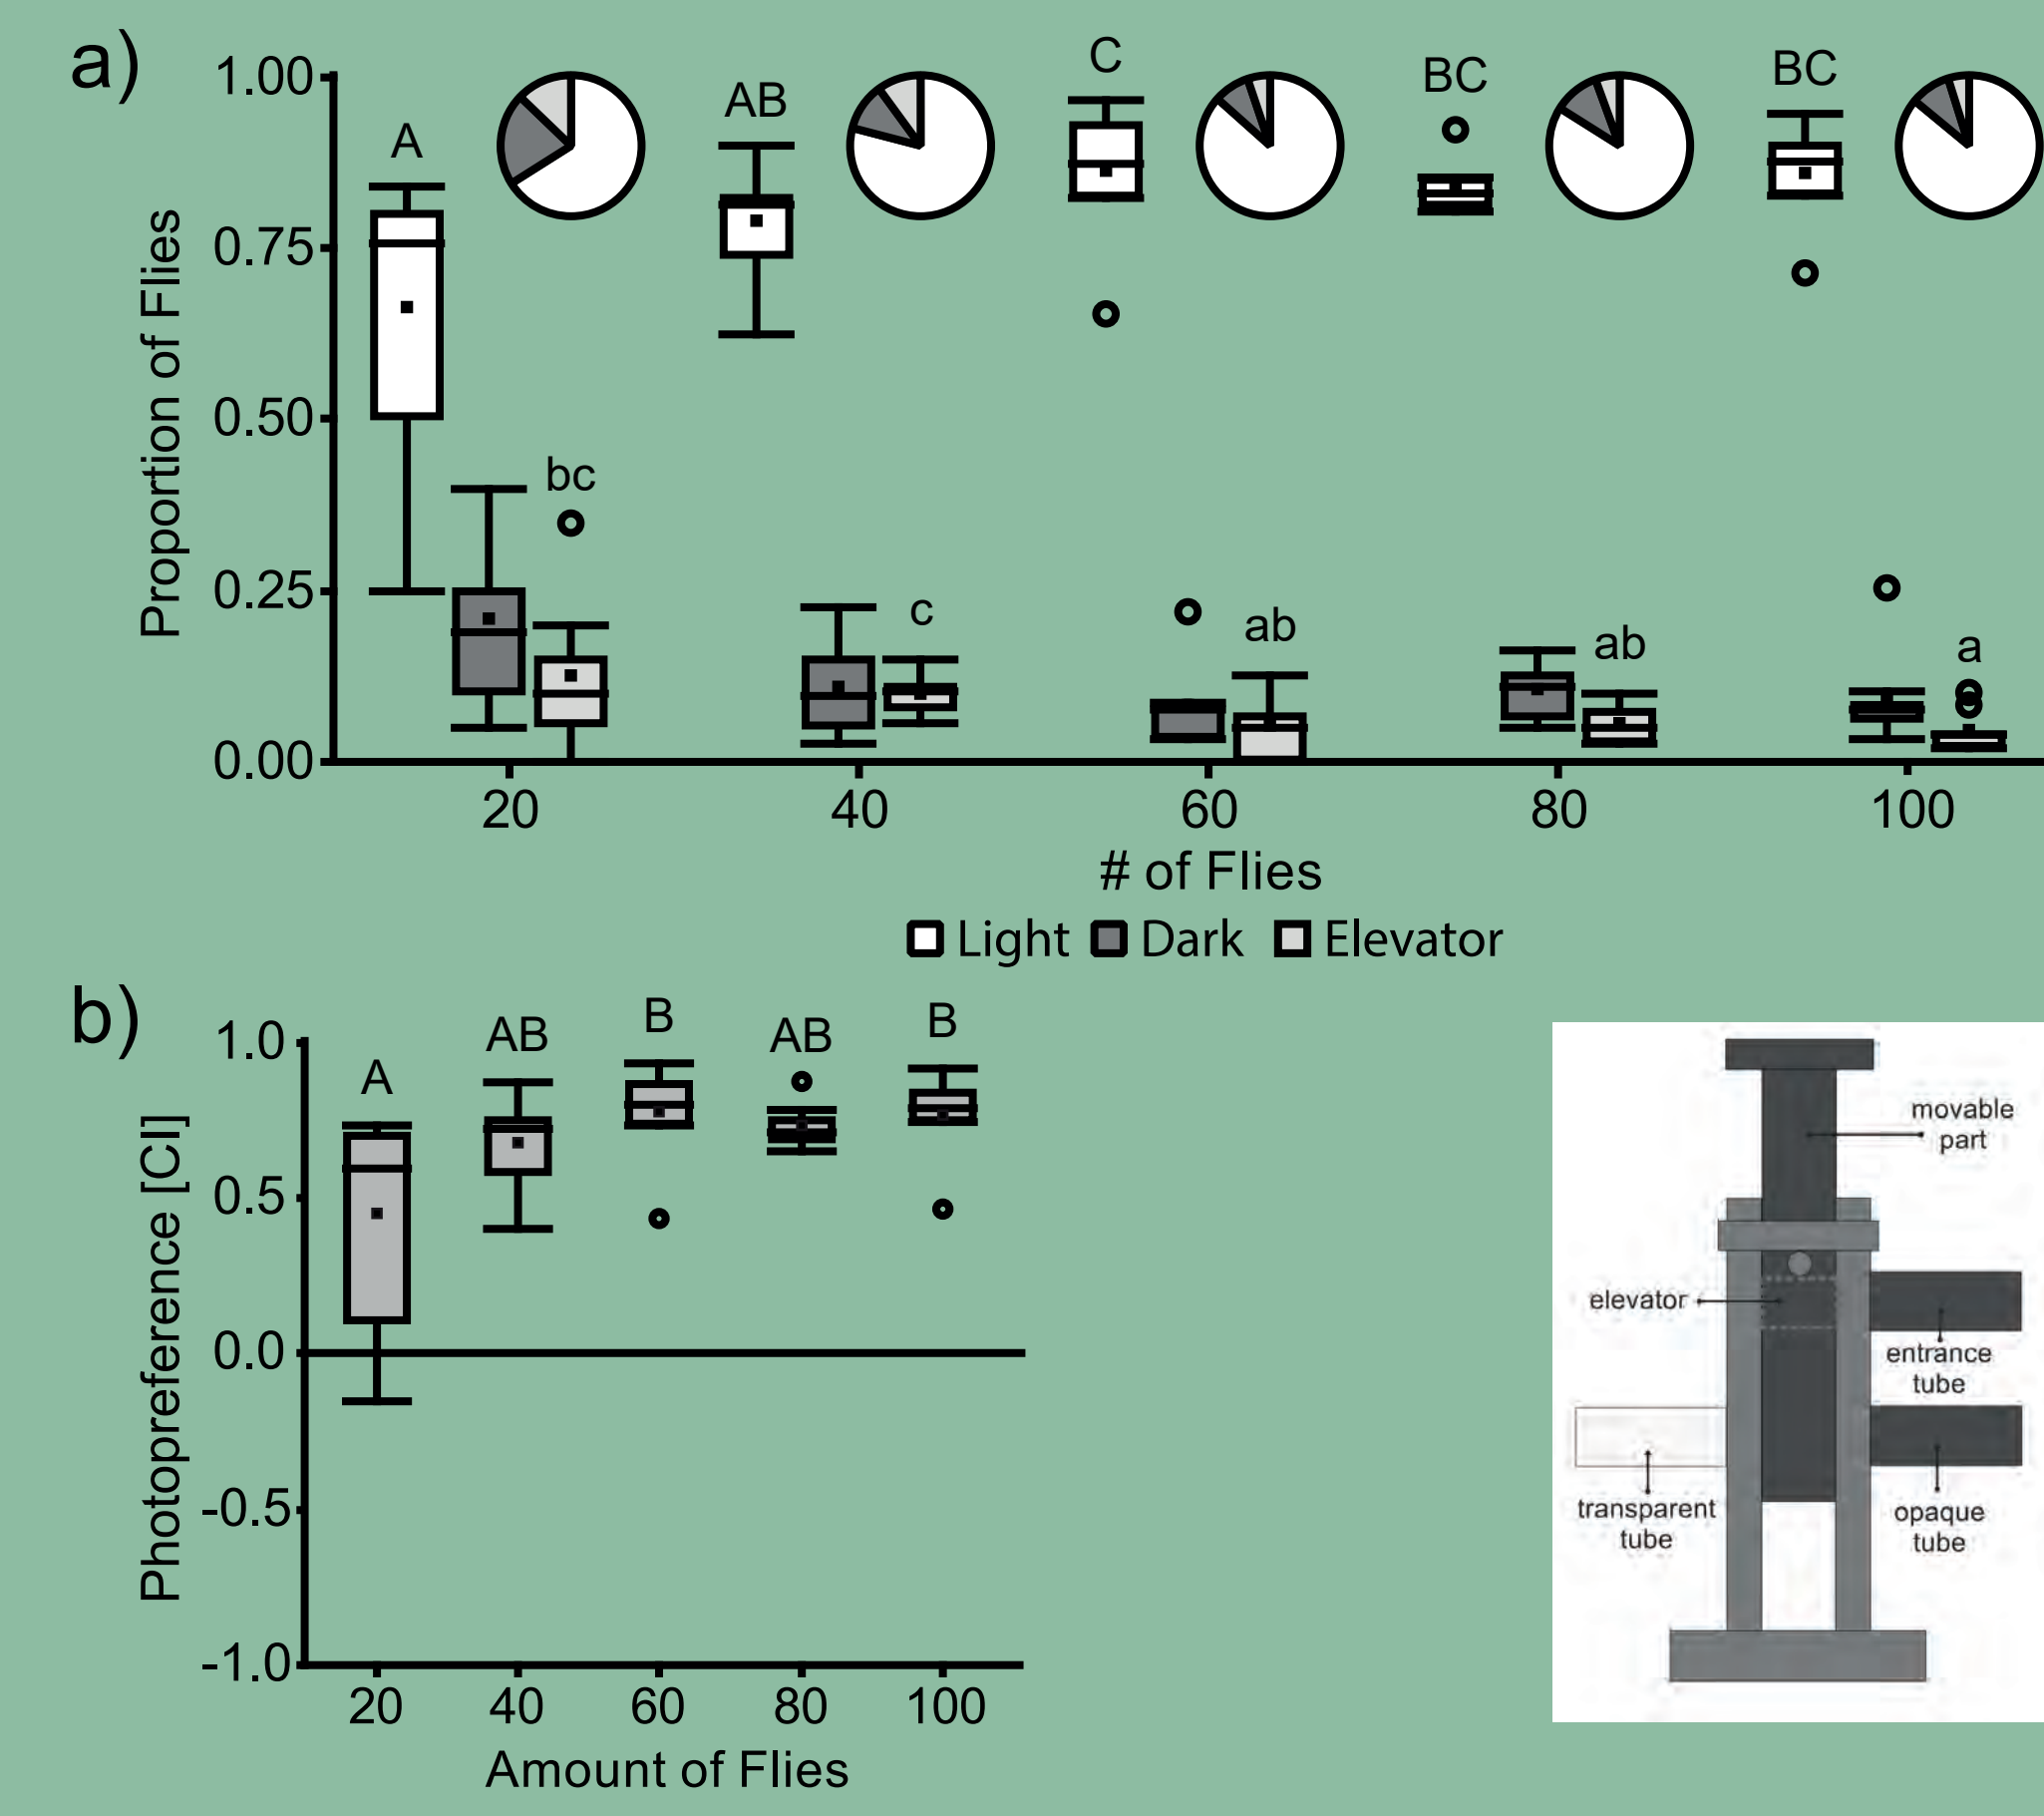 a)
Proportion of Flies
1.00
0.75
0.50
0.25
0.00
A
AB
C
BC
BC
bc
c
ab
ab
a
20
40
60
80
100
# of Flies
Light
Dark
Elevator
b)
Photopreference [CI]
1.0
0.5
0.0
-0.5
-1.0
A
AB
B
AB
B
20
40
60
80
100
Amount of Flies
movable
part
elevator
entrance
tube
transparent
tube
opaque
tube